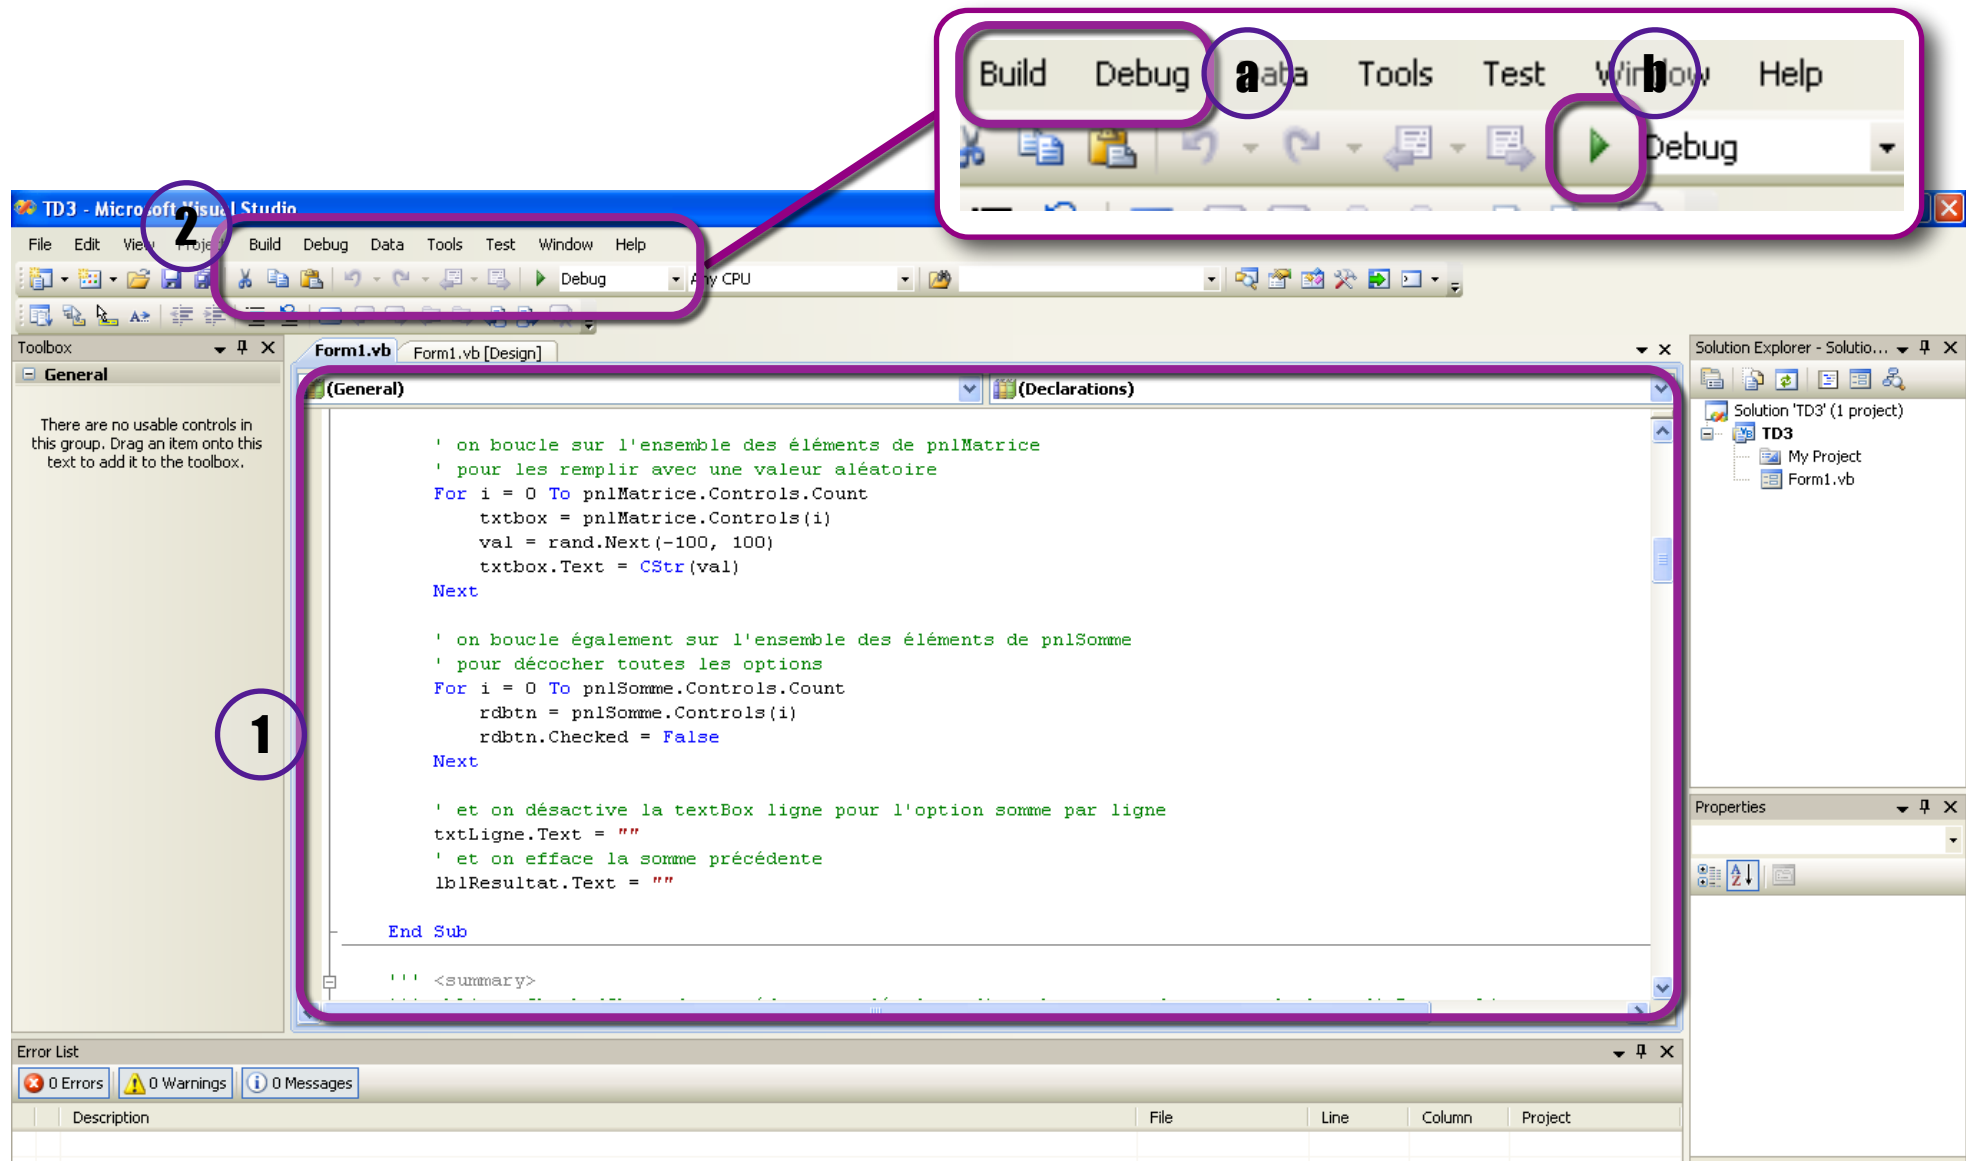 Build Debug a ata Tools Test Window b Help
Debug
TD3 - Microsoft Visual Studio
2
File Edit View Project Build Debug Data Tools Test Window Help
Debug Any CPU
Toolbox
General
There are no usable controls in
this group. Drag an item onto this
text to add it to the toolbox.
Form1.vb Form1.vb [Design]
(General) (Declarations)
' on boucle sur l'ensemble des éléments de pnlMatrice
' pour les remplir avec une valeur aléatoire
For i = 0 To pnlMatrice.Controls.Count
txtbox = pnlMatrice.Controls(i)
val = rand.Next(-100, 100)
txtbox.Text = CStr(val)
Next
' on boucle également sur l'ensemble des éléments de pnlSomme
' pour décocher toutes les options
For i = 0 To pnlSomme.Controls.Count
rdbtn = pnlSomme.Controls(i)
rdbtn.Checked = False
Next
' et on désactive la textBox ligne pour l'option somme par ligne
txtLigne.Text = ""
' et on efface la somme précédente
lblResultat.Text = ""
End Sub
''' <summary>
1
Solution Explorer - Solutio...
Solution 'TD3' (1 project)
TD3
My Project
Form1.vb
Properties
Error List
0 Errors 0 Warnings 0 Messages
Description File Line Column Project